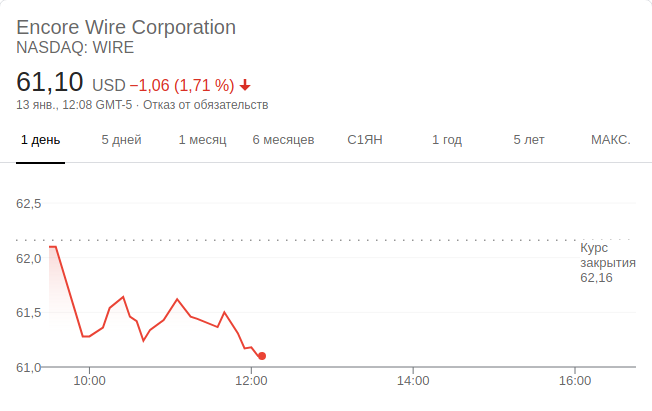 Encore Wire Corporation
NASDAQ: WIRE
61,10 USD −1,06 (1,71 %)
13 янв., 12:08 GMT-5 · Отказ от обязательств
1 день 5 дней 1 месяц 6 месяцев С1ЯН 1 год 5 лет МАКС.
62,5
Курс
62,0
закрытия
62,16
61,5
61,0
10:00 12:00 14:00 16:00